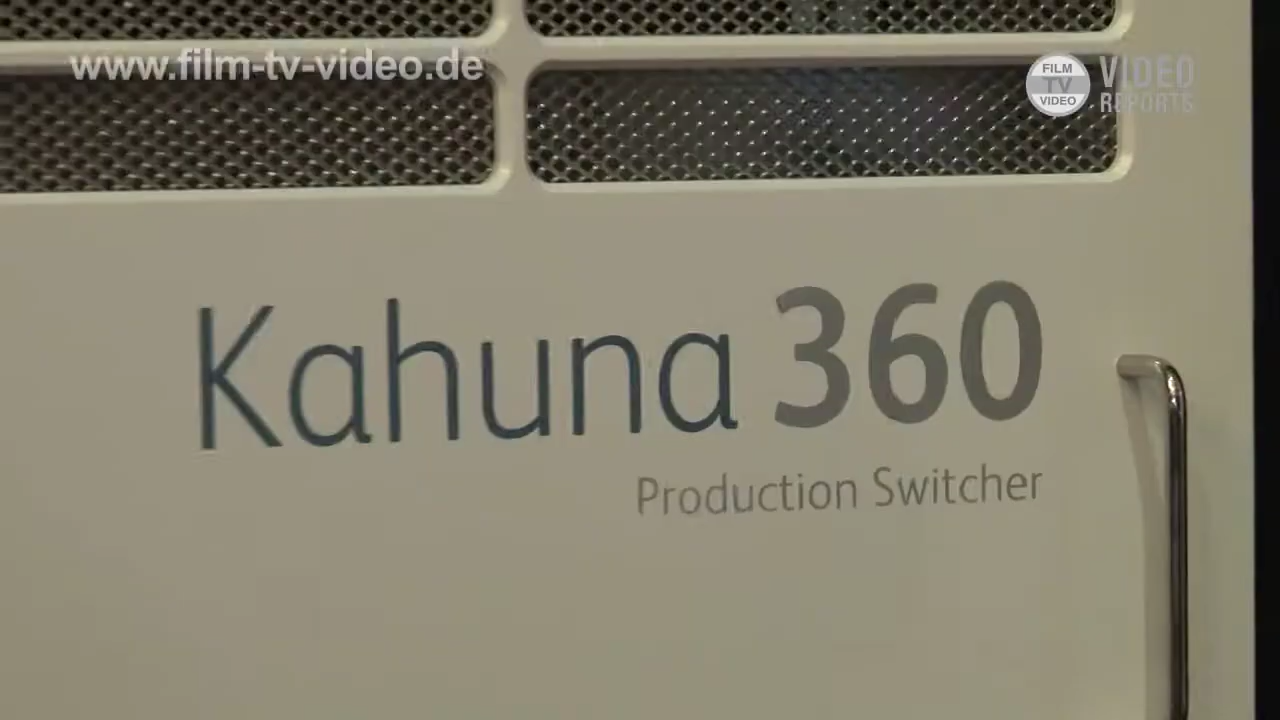 www.film-tv-video.de
FILM
TV
VIDEO
VIDEO
REPORTS
Kahuna 360
Production Switcher